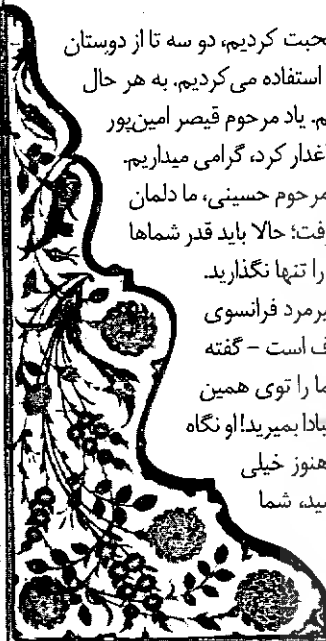 حبت کردیم، دو سه تا از دوستان
استفاده می‌کردیم، به هر حال
م. یاد مرحوم قیصر امین‌پور
غدار کرد، گرامی میداریم.
مرحوم حسینی، ما دلمان
فت؛ حالا باید قدر شماها
را تنها نگذارید.
یرمرد فرانسوی
ف است – گفته
ما را توی همین
بادا بمیرید! او نگاه
هنوز خیلی
ید، شما